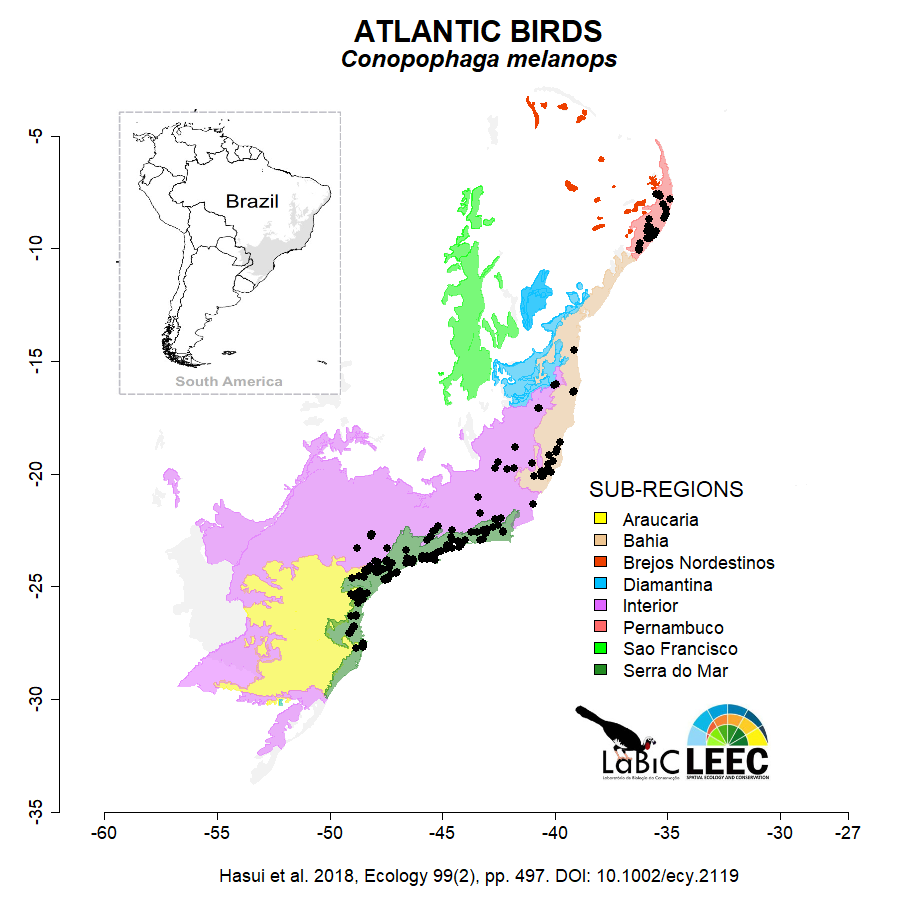 ATLANTIC BIRDS
Conopophaga melanops
-5
-10
-15
-20
-25
-30
-35
Brazil
South America
SUB-REGIONS
Araucaria
Bahia
Brejos Nordestinos
Diamantina
Interior
Pernambuco
Sao Francisco
Serra do Mar
LaBiC
Laboratório de Biologia da Conservação
LEEC
SPATIAL ECOLOGY AND CONSERVATION
-60
-55
-50
-45
-40
-35
-30
-27
Hasui et al. 2018, Ecology 99(2), pp. 497. DOI: 10.1002/ecy.2119